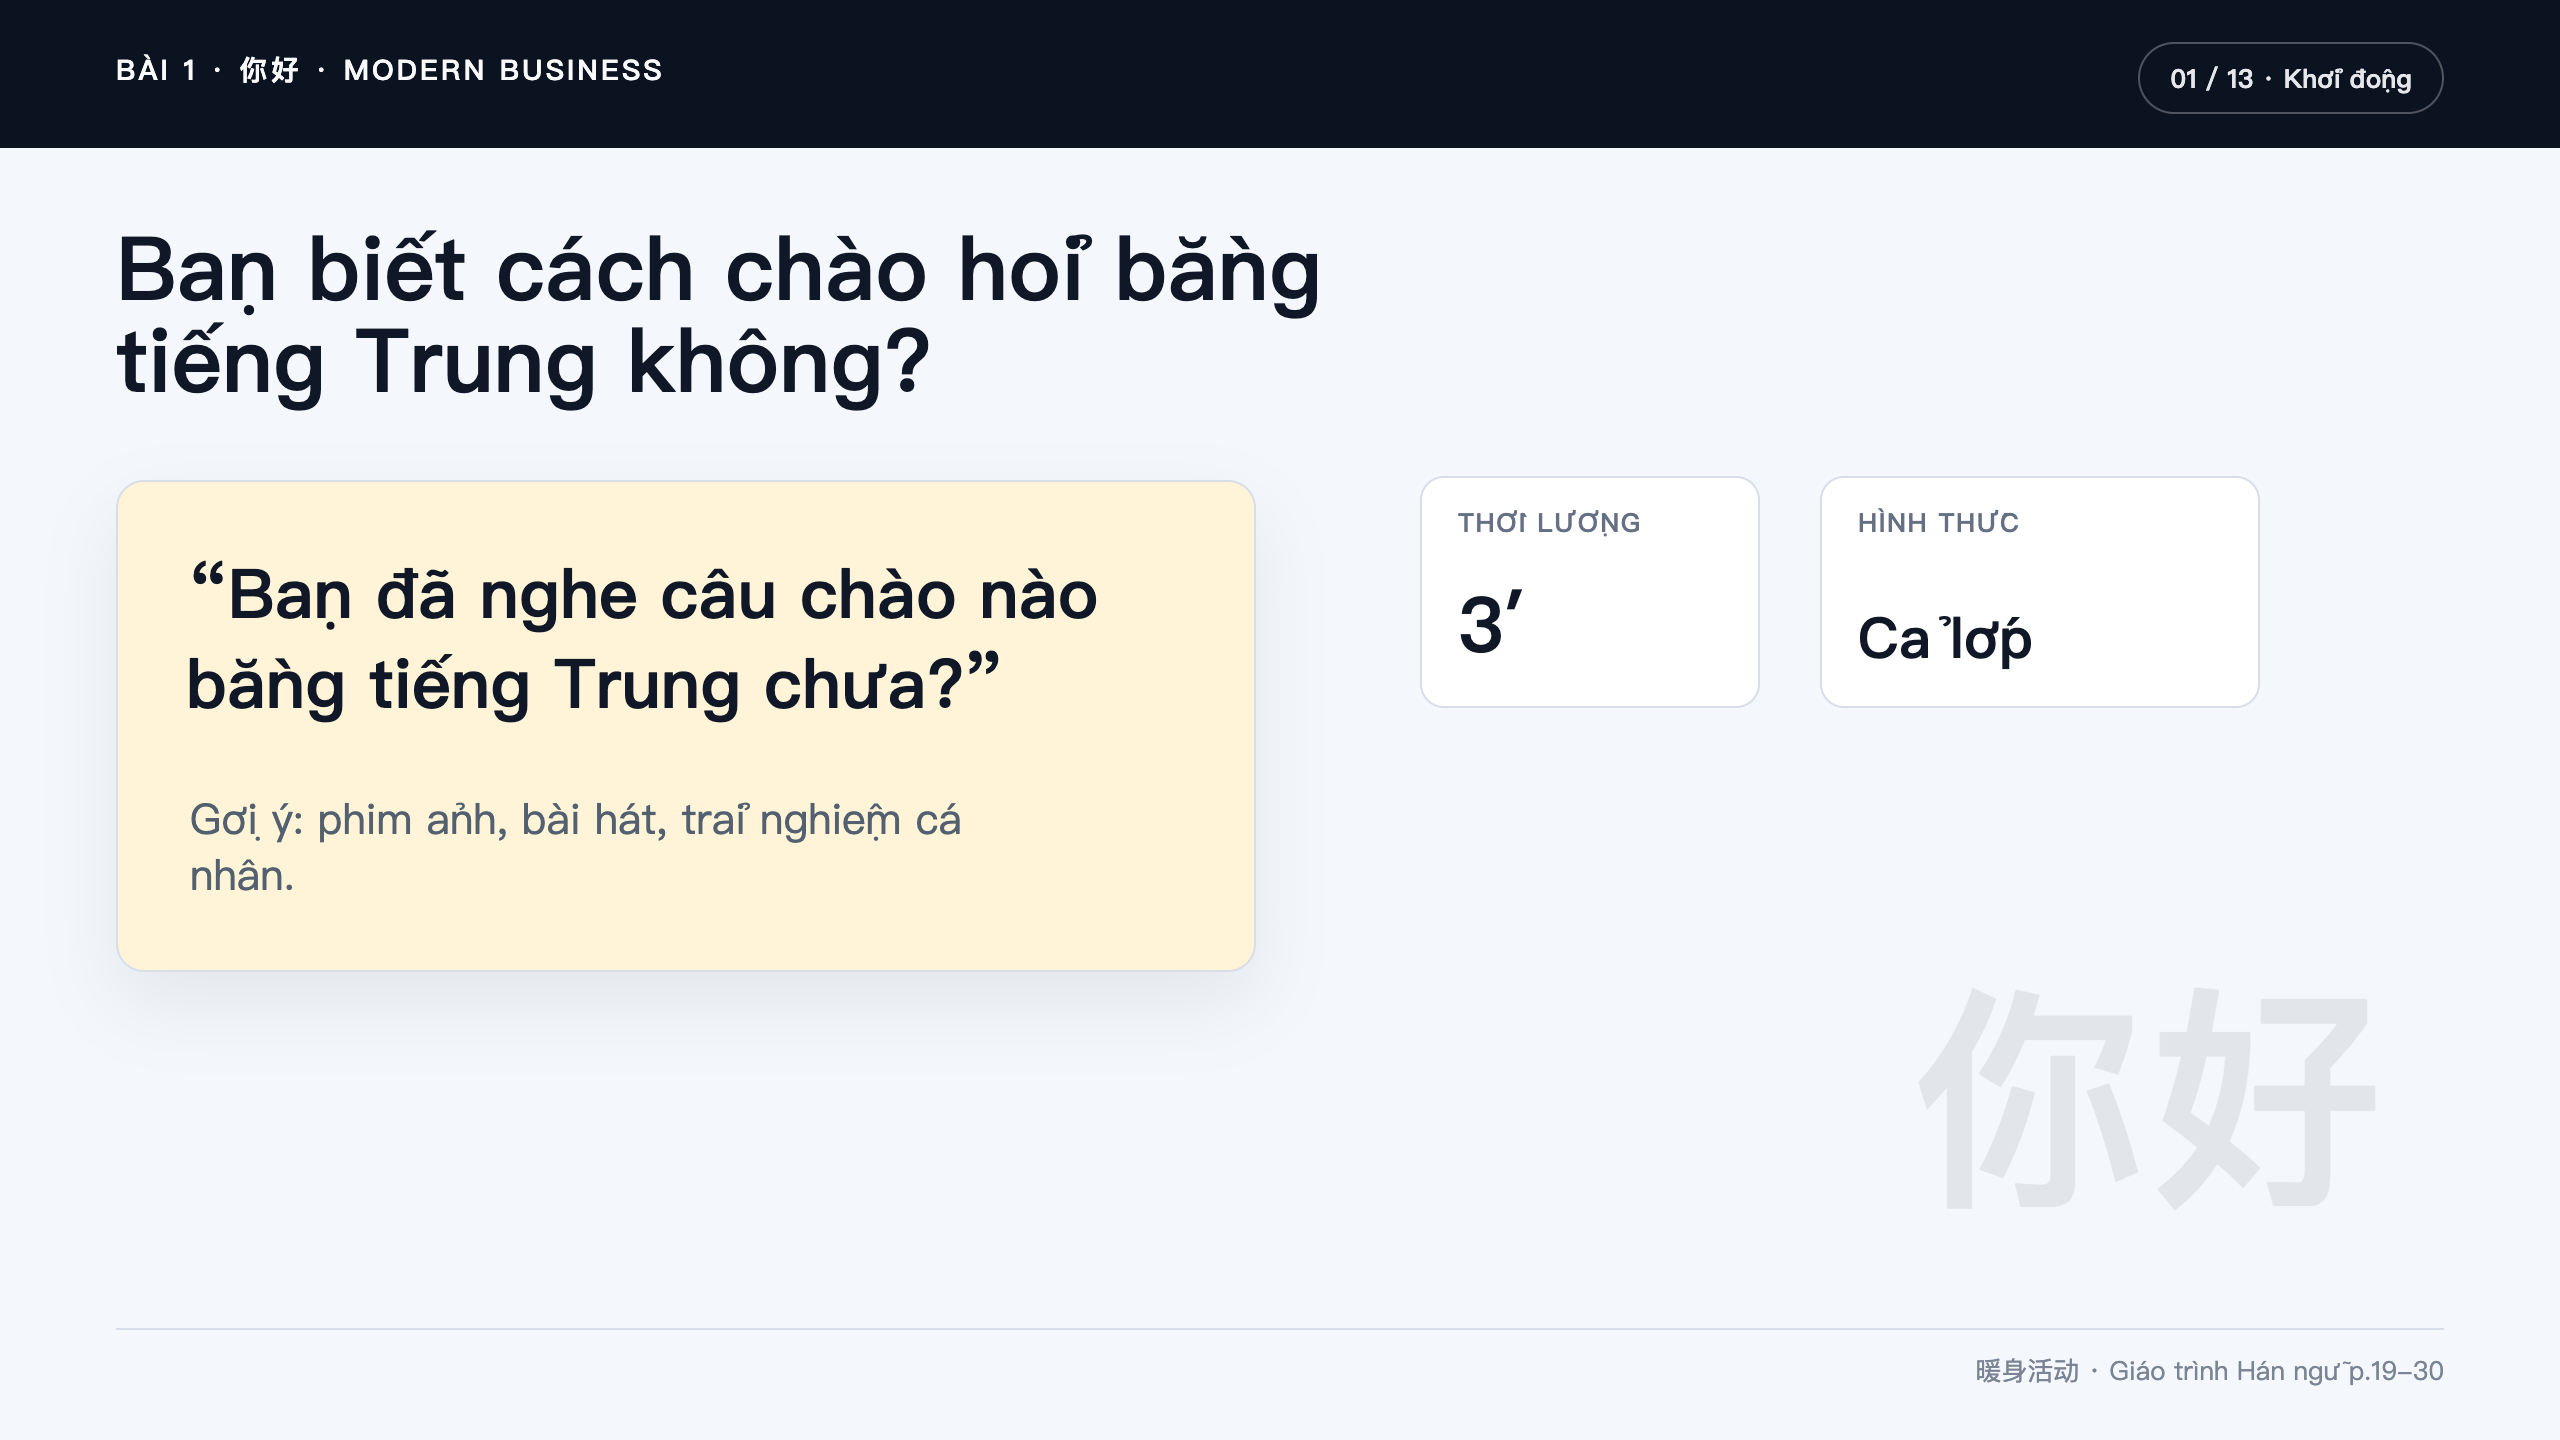 BÀI 1 · 你好 · MODERN BUSINESS
01 / 13 · Khởi động
Bạn biết cách chào hỏi bằng
tiếng Trung không?
“Bạn đã nghe câu chào nào
bằng tiếng Trung chưa?”
Gợi ý: phim ảnh, bài hát, trải nghiệm cá
nhân.
THỜI LƯỢNG
3′
HÌNH THỨC
Cả lớp
你好
暖身活动 · Giáo trình Hán ngữ p.19–30